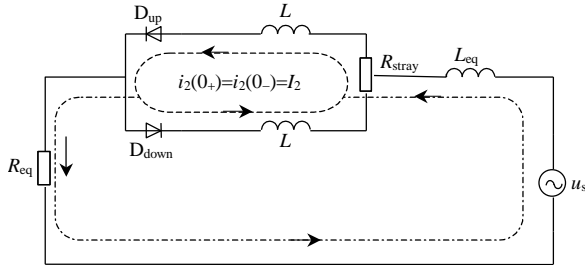 D_up
L
R_stray
L_eq
i_2(0_+)=i_2(0_-)=I_2
D_down
L
R_eq
u_s